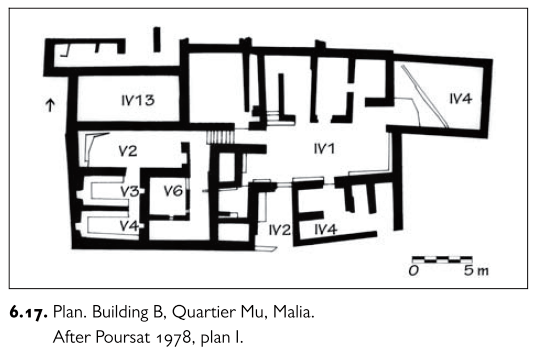 IV13
IV4
V2
IV1
V3
V6
V4
IV2
IV4
0 5 m
6.17. Plan. Building B, Quartier Mu, Malia.
After Poursat 1978, plan I.